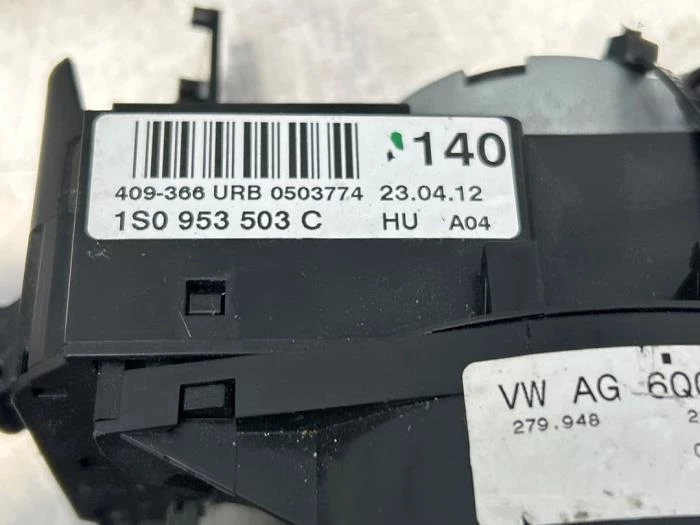 140
409-366 URB 0503774 23.04.12
1S0 953 503 C HU A04
VW AG
279.948